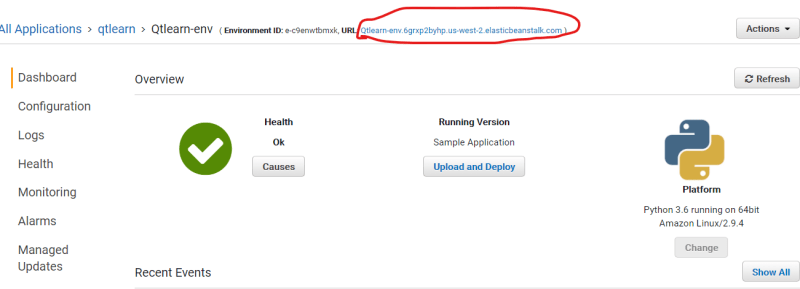 All Applications > qtlearn > Qtlearn-env ( Environment ID: e-c9enwtbmxk, URL: Qtlearn-env.6grxp2byhp.us-west-2.elasticbeanstalk.com )
Actions
Dashboard
Configuration
Logs
Health
Monitoring
Alarms
Managed
Updates
Overview
Refresh
Health
Ok
Causes
Running Version
Sample Application
Upload and Deploy
Platform
Python 3.6 running on 64bit
Amazon Linux/2.9.4
Change
Recent Events
Show All